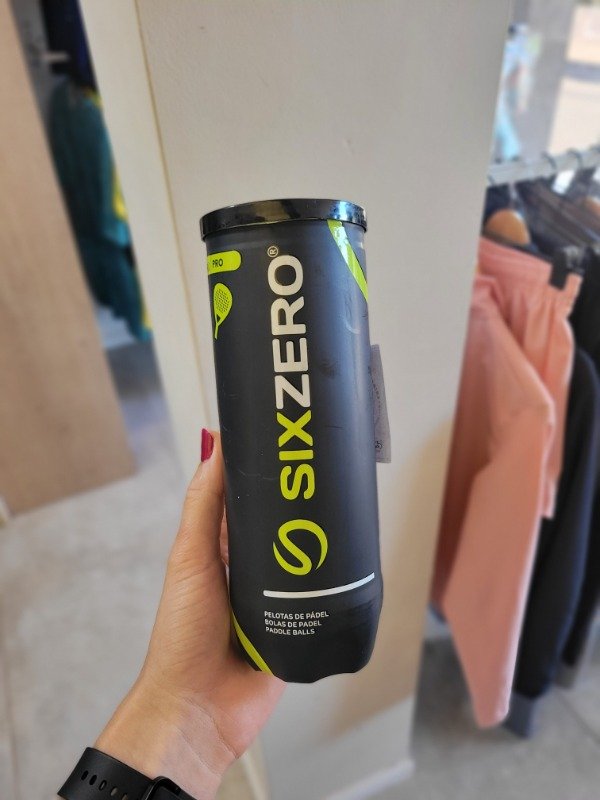 PRO
SIXZERO®
PELOTAS DE PÁDEL
BOLAS DE PADEL
PADDLE BALLS